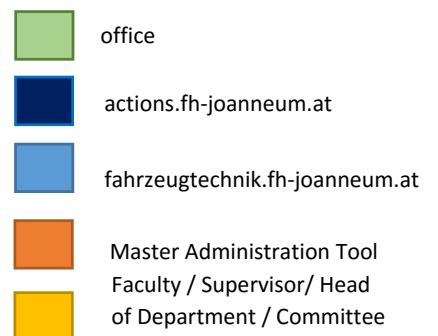 office
actions.fh-joanneum.at
fahrzeugtechnik.fh-joanneum.at
Master Administration Tool
Faculty / Supervisor/ Head
of Department / Committee